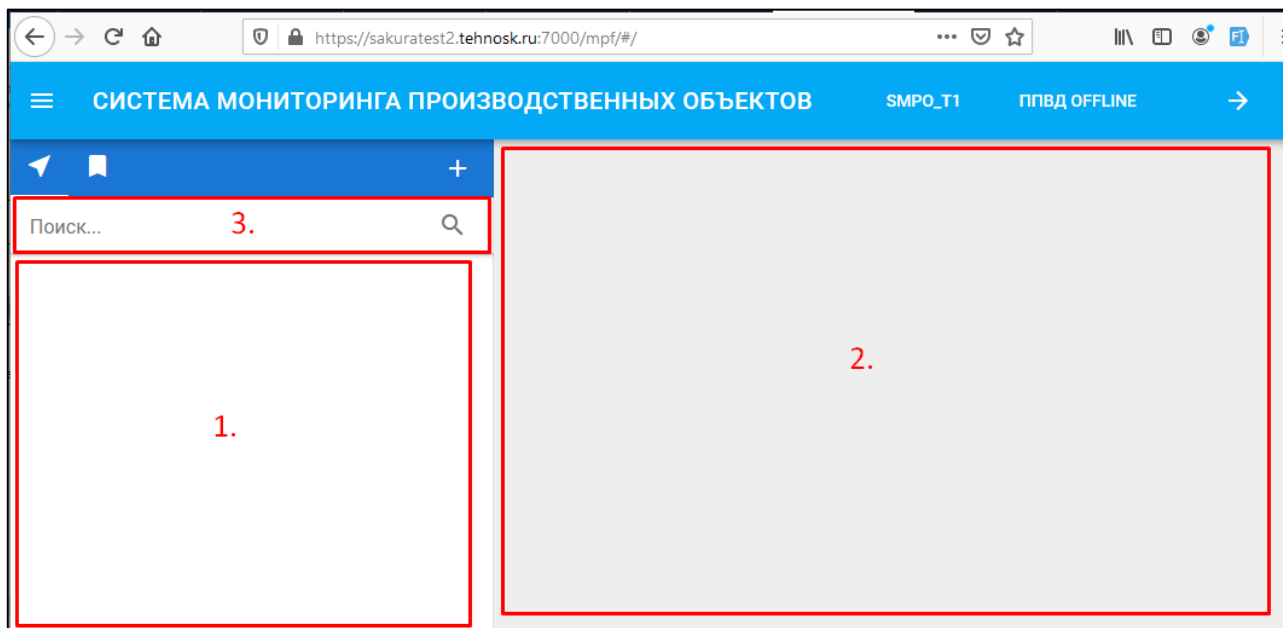 https://sakuratest2.tehnosk.ru:7000/mpf/#/
СИСТЕМА МОНИТОРИНГА ПРОИЗВОДСТВЕННЫХ ОБЪЕКТОВ SMPO_T1 ППВД OFFLINE
Поиск... 3.
2.
1.